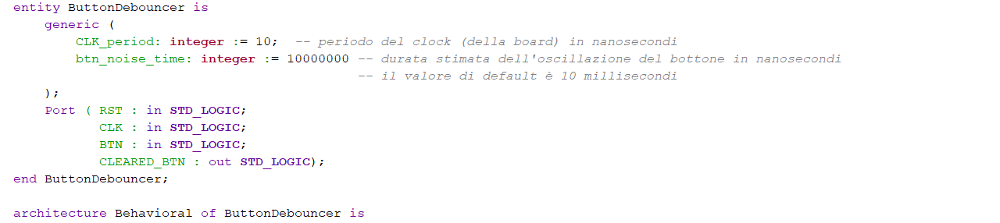 entity ButtonDebouncer is
generic (
CLK_period: integer := 10; -- periodo del clock (della board) in nanosecondi
btn_noise_time: integer := 10000000 -- durata stimata dell'oscillazione del bottone in nanosecondi
-- il valore di default è 10 millisecondi
);
Port ( RST : in STD_LOGIC;
CLK : in STD_LOGIC;
BTN : in STD_LOGIC;
CLEARED_BTN : out STD_LOGIC);
end ButtonDebouncer;
architecture Behavioral of ButtonDebouncer is